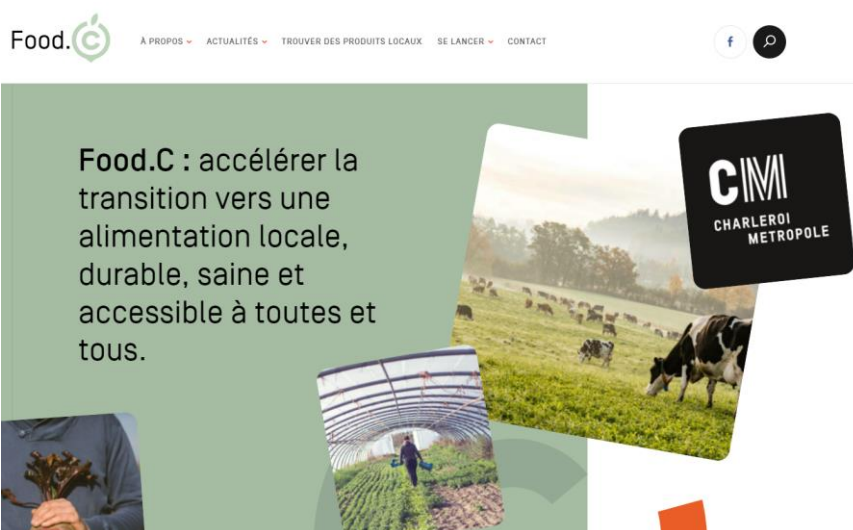 Food.C
À PROPOS
ACTUALITÉS
TROUVER DES PRODUITS LOCAUX
SE LANCER
CONTACT
f
Food.C : accélérer la
transition vers une
alimentation locale,
durable, saine et
accessible à toutes et
tous.
CM
CHARLEROI
METROPOLE